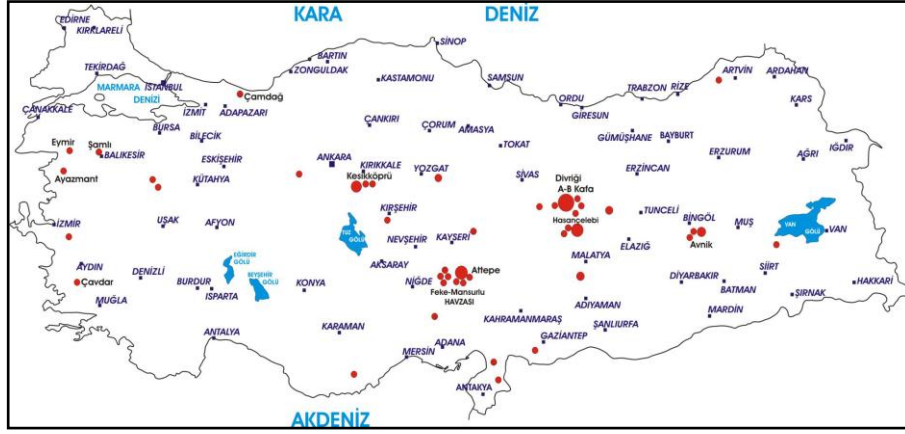 KARA
DENİZ
EDİRNE
KIRKLARELİ
SİNOP
BARTIN
ZONGULDAK
TEKİRDAĞ
KASTAMONU
SAMSUN
ARTVİN
ARDAHAN
MARMARA
DENİZİ
İSTANBUL
Çamdağ
ORDU
TRABZON
RİZE
KARS
ÇANAKKALE
İZMİT
ADAPAZARI
GİRESUN
BURSA
BİLECİK
ÇANKIRI
ÇORUM
AMASYA
GÜMÜŞHANE
BAYBURT
IĞDIR
Eymir
Şamlı
BALIKESİR
TOKAT
ERZURUM
AĞRI
Ayazmant
ESKİŞEHİR
ANKARA
KIRIKKALE
YOZGAT
SİVAS
ERZİNCAN
KÜTAHYA
Kesikköprü
Divriği
A-B Kafa
İZMİR
UŞAK
AFYON
KIRŞEHİR
Hasançelebi
TUNCELİ
BİNGÖL
MUŞ
VAN
GÖLÜ
VAN
TUZ
GÖLÜ
NEVŞEHİR
KAYSERİ
ELAZIĞ
Avnik
AYDIN
DENİZLİ
EĞİRDİR
GÖLÜ
BEYŞEHİR
GÖLÜ
AKSARAY
MALATYA
SİİRT
Çavdar
BURDUR
ISPARTA
KONYA
NİĞDE
Attepe
DİYARBAKIR
BATMAN
HAKKARİ
MUĞLA
Feke-Mansurlu
HAVZASI
ADIYAMAN
ŞIRNAK
KAHRAMANMARAŞ
MARDİN
ANTALYA
KARAMAN
ADANA
GAZİANTEP
ŞANLIURFA
MERSİN
ANTAKYA
AKDENİZ